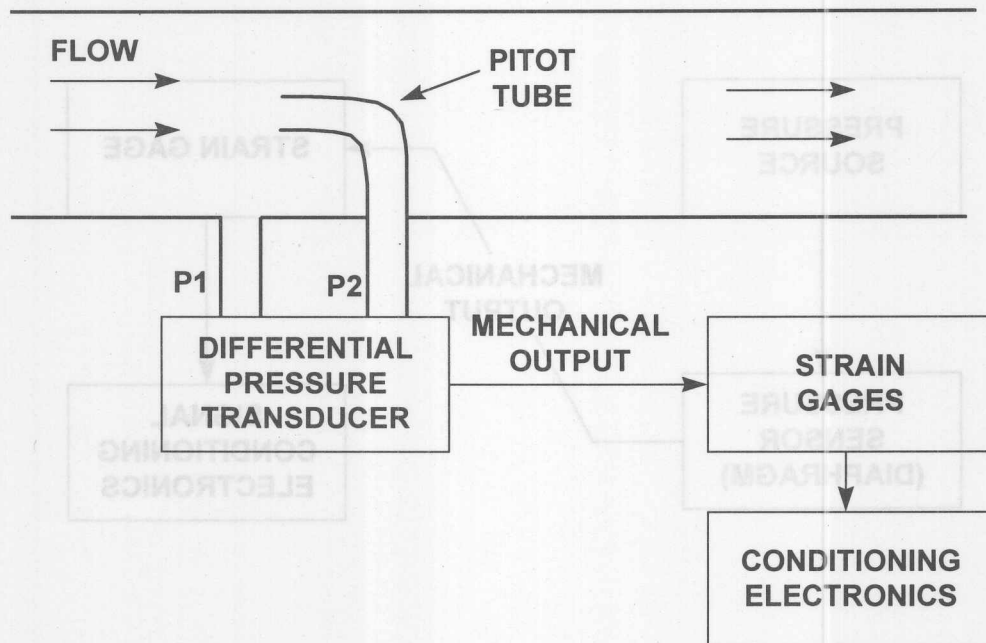 FLOW
PITOT
TUBE
P1
P2
DIFFERENTIAL
PRESSURE
TRANSDUCER
MECHANICAL
OUTPUT
STRAIN
GAGES
CONDITIONING
ELECTRONICS